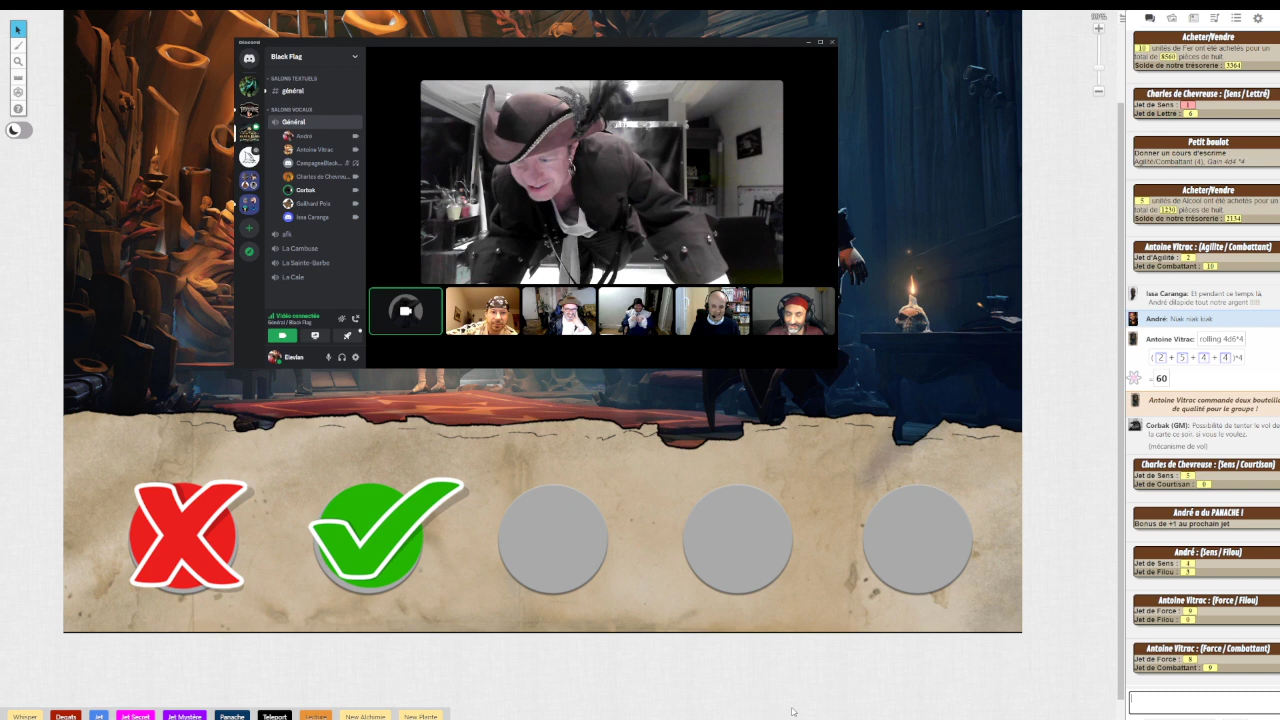 Discord
Black Flag
SALONS TEXTUELS
général
SALONS VOCAUX
Général
André
Antoine Vitrac
CampagneBlack...
Charles de Chevreu...
Corbak
Gailhard Poix
Issa Caranga
afk
La Cambuse
La Sainte-Barbe
La Cale
Vidéo connectée
Général / Black Flag
Elevlan
100%
Acheter/Vendre
10 unités de Fer ont été achetés pour un
total de 8560 pièces de huit.
Solde de notre trésorerie : 3364
Charles de Chevreuse : (Sens / Lettré)
Jet de Sens : 1
Jet de Lettré : 6
Petit boulot
Donner un cours d'escrime
Agilité/Combattant (4), Gain 4d4 *4
Acheter/Vendre
5 unités de Alcool ont été achetés pour un
total de 1230 pièces de huit.
Solde de notre trésorerie : 2134
Antoine Vitrac : (Agilité / Combattant)
Jet d'Agilité : 2
Jet de Combattant : 10
Issa Caranga: Et pendant ce temps là,
André dilapide tout notre argent !!!!
André: Niak niak kiak
Antoine Vitrac: rolling 4d6*4
( 2 + 5 + 4 + 4 )*4
= 60
Antoine Vitrac commande deux bouteille
de qualité pour le groupe !
Corbak (GM): Possibilité de tenter le vol de
la carte ce soir, si vous le voulez.
(mécanisme de vol)
Charles de Chevreuse : (Sens / Courtisan)
Jet de Sens : 5
Jet de Courtisan : 0
André a du PANACHE !
Bonus de +1 au prochain jet
André : (Sens / Filou)
Jet de Sens : 4
Jet de Filou : 3
Antoine Vitrac : (Force / Filou)
Jet de Force : 9
Jet de Filou : 0
Antoine Vitrac : (Force / Combattant)
Jet de Force : 8
Jet de Combattant : 9
Whisper Degats Jet Jet Secret Jet Mystère Panache Teleport Lecture New Alchimie New Plante